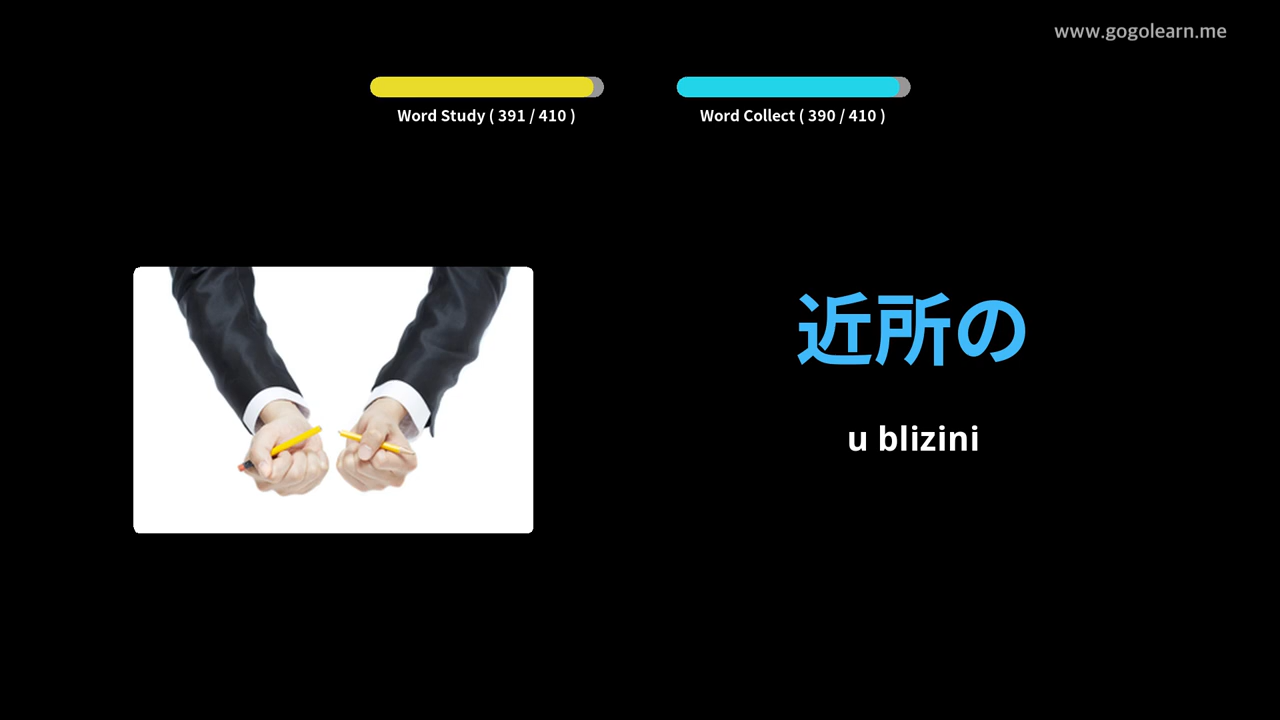 www.gogolearn.me
Word Study ( 391 / 410 )
Word Collect ( 390 / 410 )
近所の
u blizini